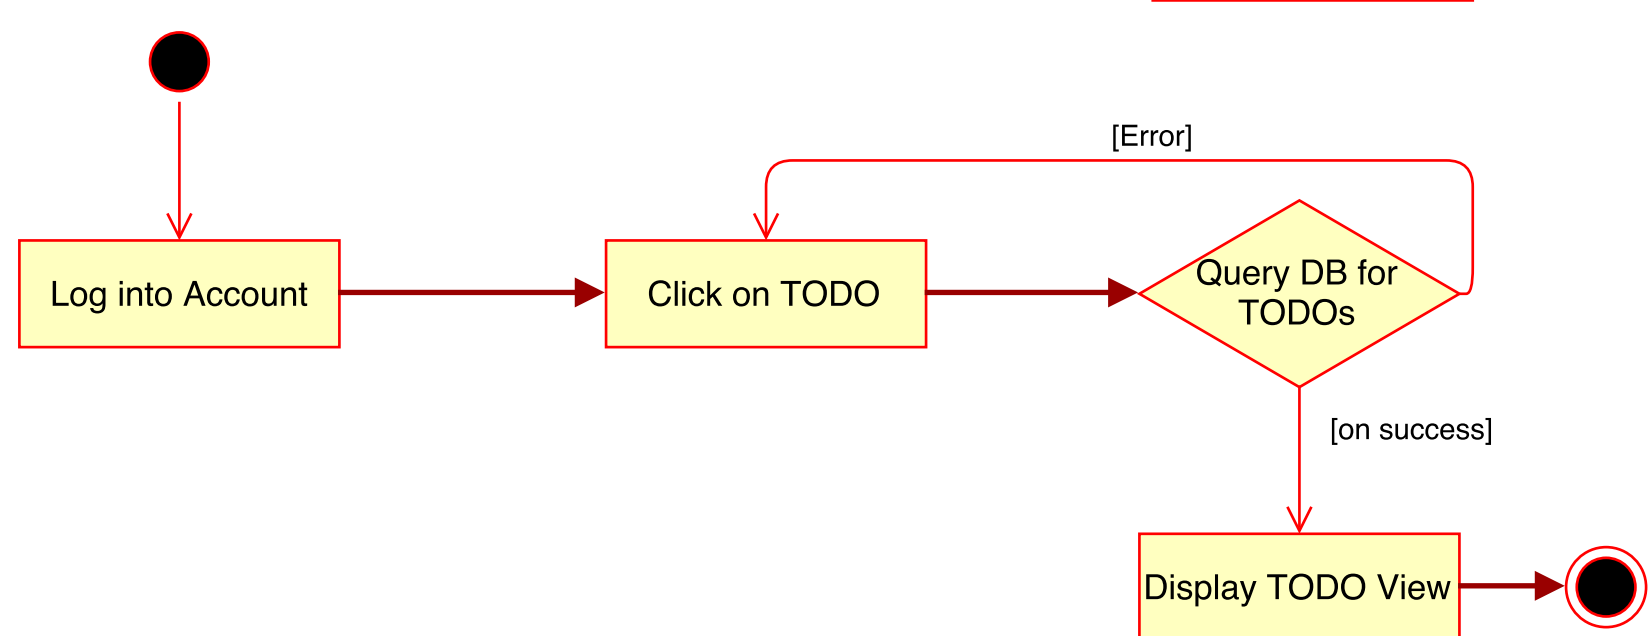 [Error]
Log into Account
Click on TODO
Query DB for
TODOs
[on success]
Display TODO View